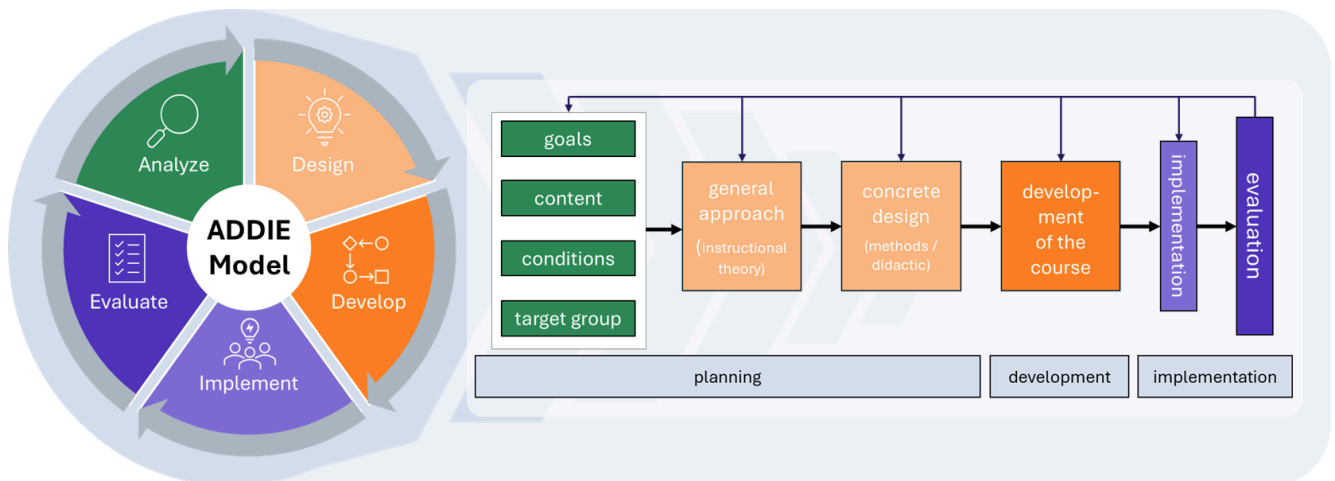 Analyze
Design
ADDIE
Model
Evaluate
Develop
Implement
goals
content
conditions
target group
general
approach
(instructional
theory)
concrete
design
(methods /
didactic)
develop-
ment
of the
course
implementation
evaluation
planning
development
implementation